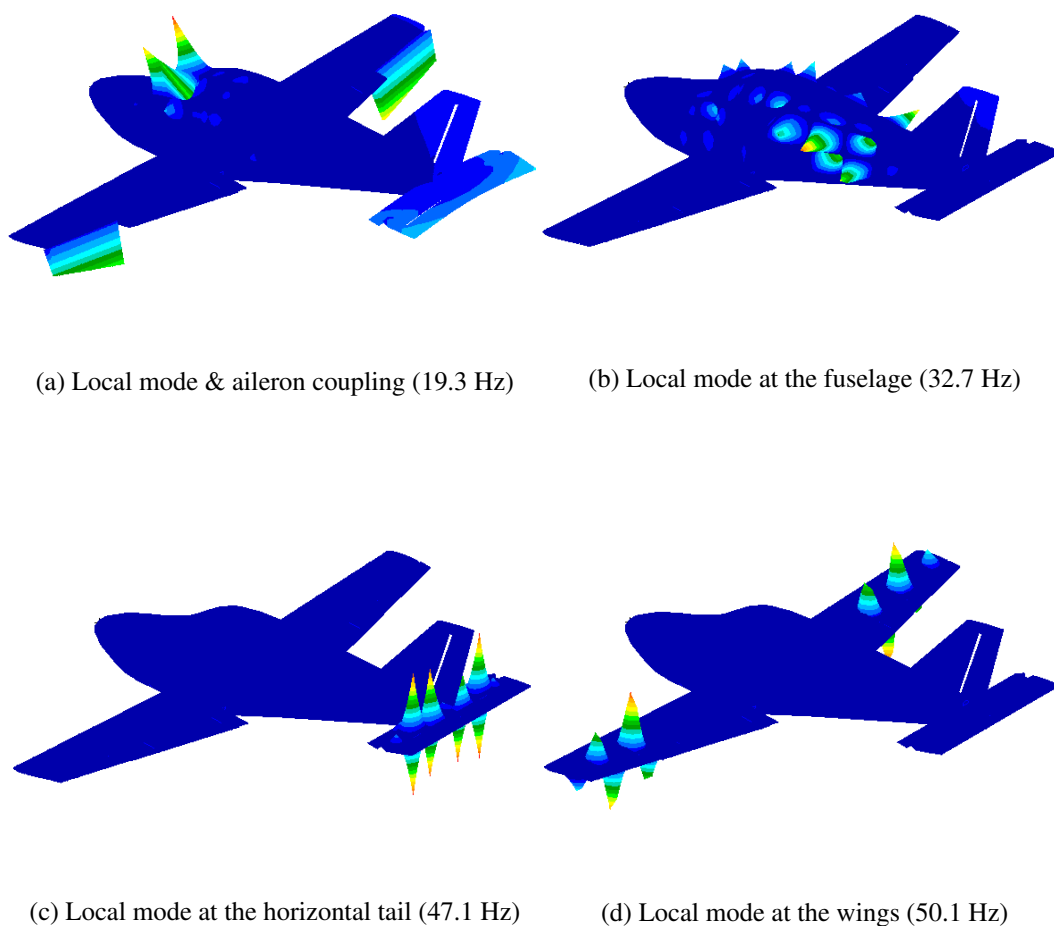 (a) Local mode & aileron coupling (19.3 Hz)
(b) Local mode at the fuselage (32.7 Hz)
(c) Local mode at the horizontal tail (47.1 Hz)
(d) Local mode at the wings (50.1 Hz)